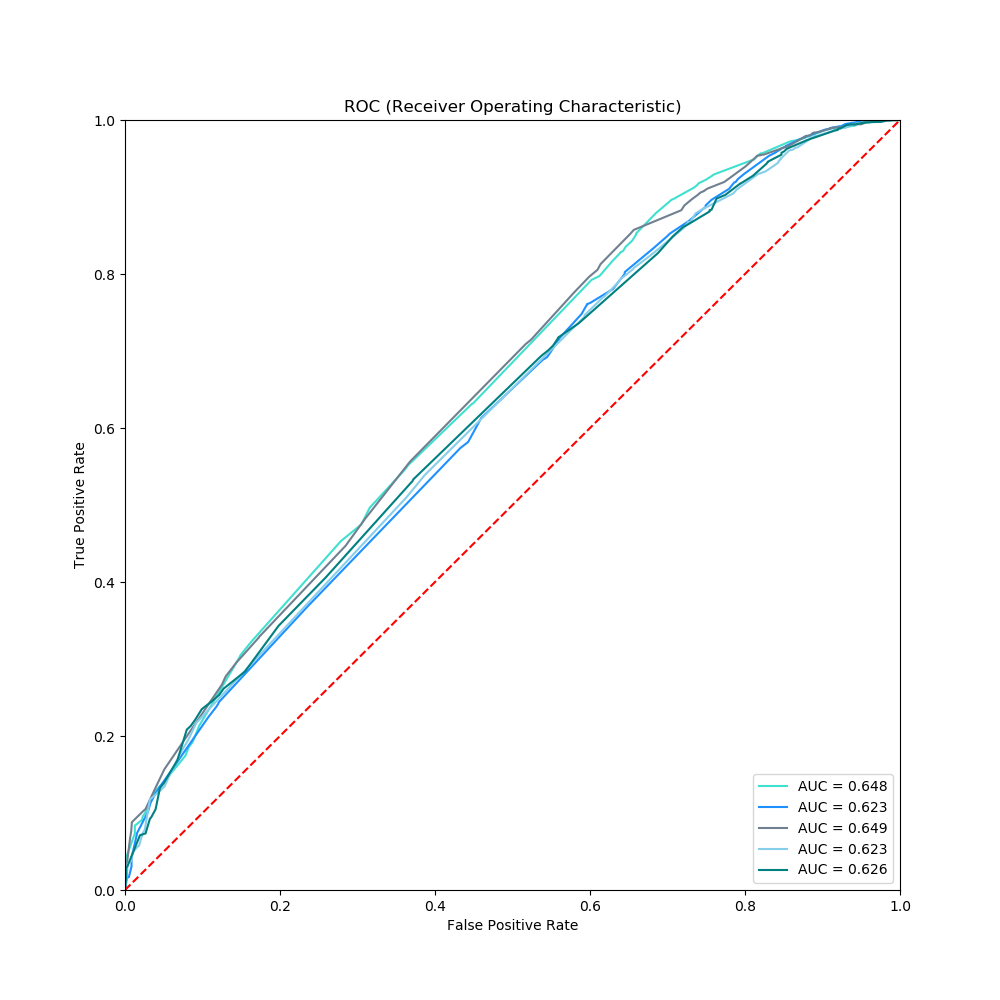 ROC (Receiver Operating Characteristic)
1.0
0.8
0.6
0.4
0.2
0.0
True Positive Rate
0.0 0.2 0.4 0.6 0.8 1.0
False Positive Rate
AUC = 0.648
AUC = 0.623
AUC = 0.649
AUC = 0.623
AUC = 0.626